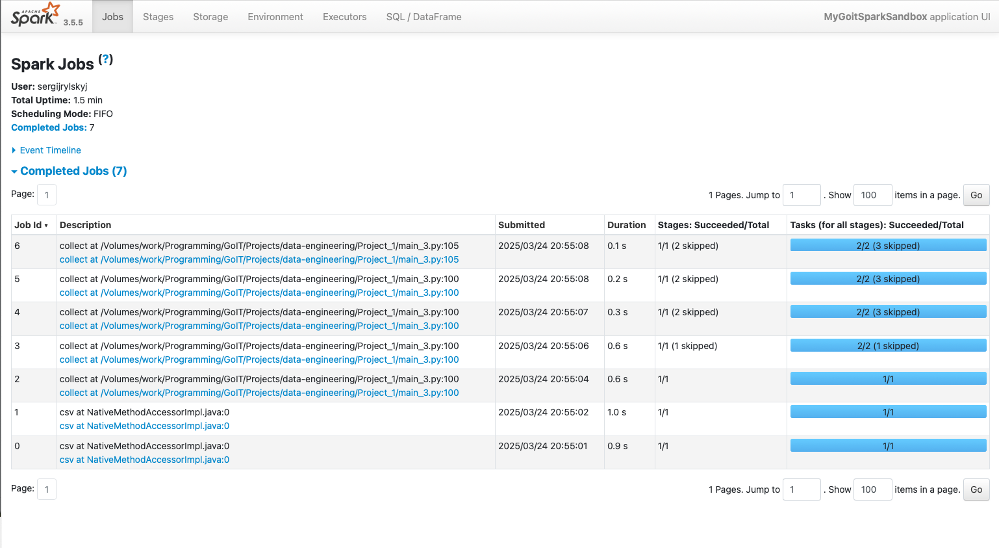 APACHE Spark 3.5.5 Jobs Stages Storage Environment Executors SQL / DataFrame MyGoitSparkSandbox application UI
Spark Jobs (?)
User: sergijrylskyj
Total Uptime: 1.5 min
Scheduling Mode: FIFO
Completed Jobs: 7
Event Timeline
Completed Jobs (7)
Page: 1 1 Pages. Jump to 1 . Show 100 items in a page. Go
Job Id ▾ Description Submitted Duration Stages: Succeeded/Total Tasks (for all stages): Succeeded/Total
6 collect at /Volumes/work/Programming/GoIT/Projects/data-engineering/Project_1/main_3.py:105 2025/03/24 20:55:08 0.1 s 1/1 (2 skipped) 2/2 (3 skipped)
collect at /Volumes/work/Programming/GoIT/Projects/data-engineering/Project_1/main_3.py:105
5 collect at /Volumes/work/Programming/GoIT/Projects/data-engineering/Project_1/main_3.py:100 2025/03/24 20:55:08 0.2 s 1/1 (2 skipped) 2/2 (3 skipped)
collect at /Volumes/work/Programming/GoIT/Projects/data-engineering/Project_1/main_3.py:100
4 collect at /Volumes/work/Programming/GoIT/Projects/data-engineering/Project_1/main_3.py:100 2025/03/24 20:55:07 0.3 s 1/1 (2 skipped) 2/2 (3 skipped)
collect at /Volumes/work/Programming/GoIT/Projects/data-engineering/Project_1/main_3.py:100
3 collect at /Volumes/work/Programming/GoIT/Projects/data-engineering/Project_1/main_3.py:100 2025/03/24 20:55:06 0.6 s 1/1 (1 skipped) 2/2 (1 skipped)
collect at /Volumes/work/Programming/GoIT/Projects/data-engineering/Project_1/main_3.py:100
2 collect at /Volumes/work/Programming/GoIT/Projects/data-engineering/Project_1/main_3.py:100 2025/03/24 20:55:04 0.6 s 1/1 1/1
collect at /Volumes/work/Programming/GoIT/Projects/data-engineering/Project_1/main_3.py:100
1 csv at NativeMethodAccessorImpl.java:0 2025/03/24 20:55:02 1.0 s 1/1 1/1
csv at NativeMethodAccessorImpl.java:0
0 csv at NativeMethodAccessorImpl.java:0 2025/03/24 20:55:01 0.9 s 1/1 1/1
csv at NativeMethodAccessorImpl.java:0
Page: 1 1 Pages. Jump to 1 . Show 100 items in a page. Go